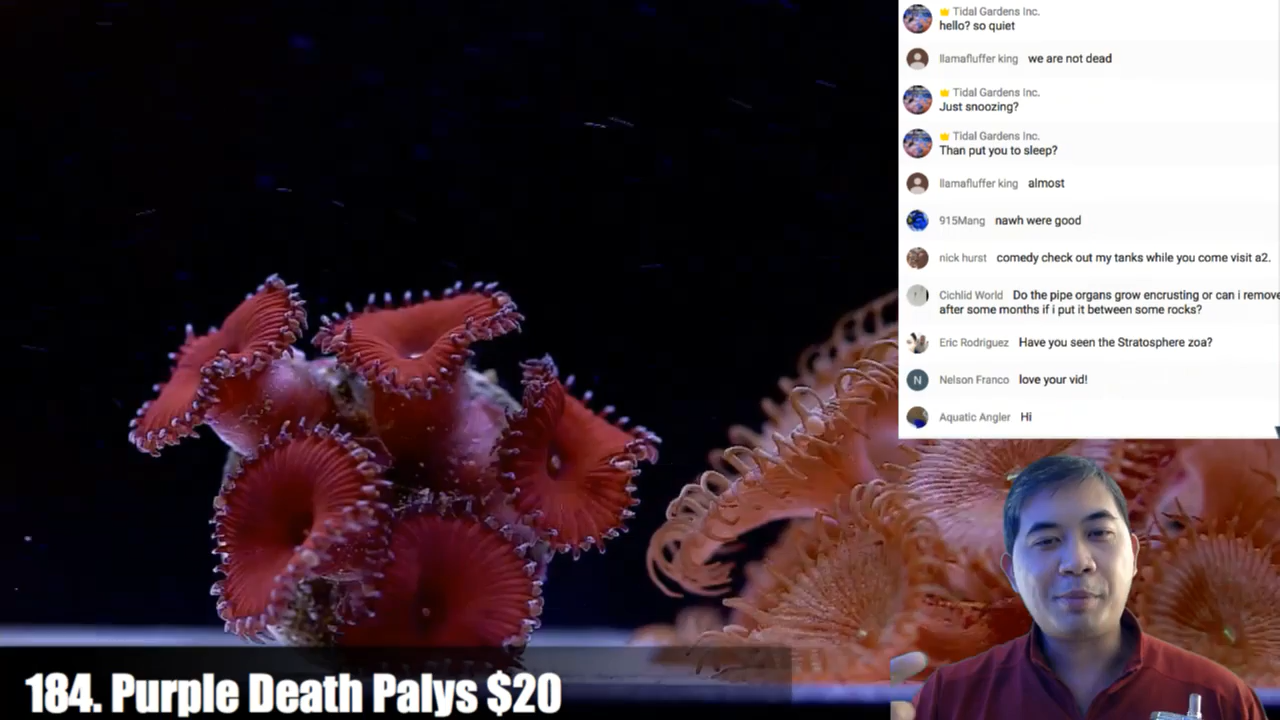 Tidal Gardens Inc.
hello? so quiet
llamafluffer king we are not dead
Tidal Gardens Inc.
Just snoozing?
Tidal Gardens Inc.
Than put you to sleep?
llamafluffer king almost
915Mang nawh were good
nick hurst comedy check out my tanks while you come visit a2.
Cichlid World Do the pipe organs grow encrusting or can i remove
after some months if i put it between some rocks?
Eric Rodriguez Have you seen the Stratosphere zoa?
N Nelson Franco love your vid!
Aquatic Angler Hi
184. Purple Death Palys $20